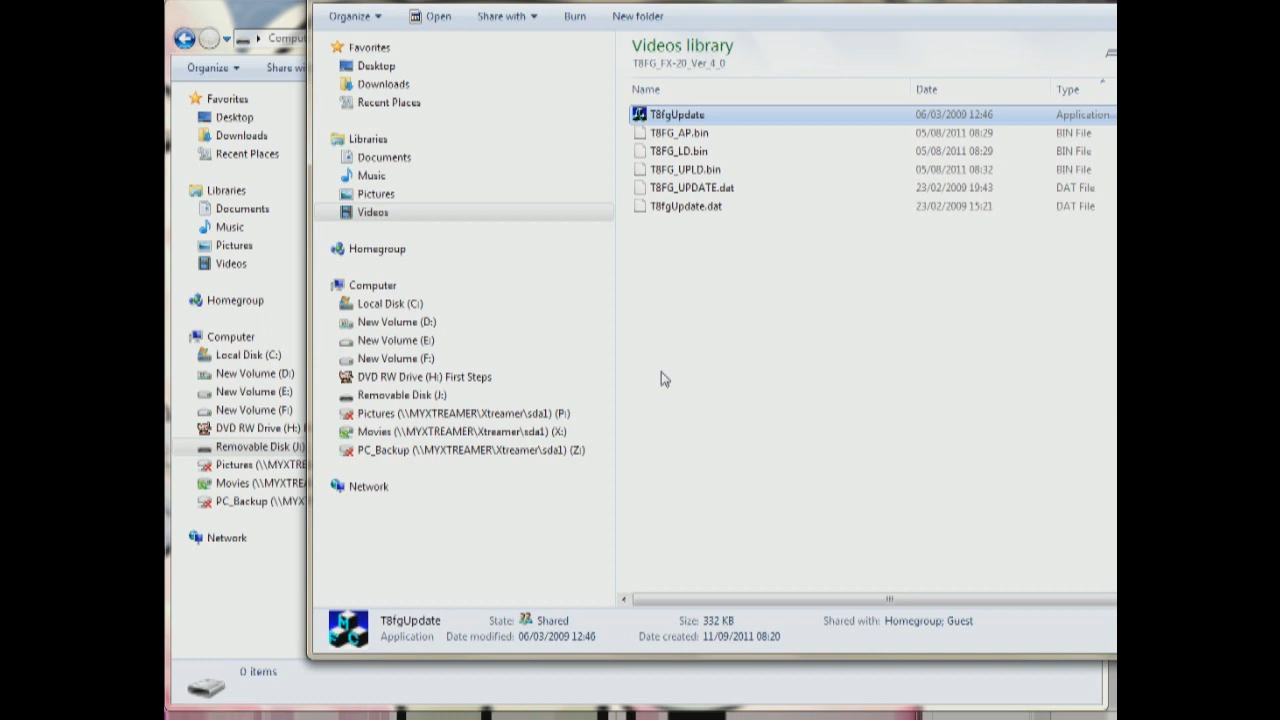 Organize Open Share with Burn New folder
Comput
Organize Share wi
Favorites
Desktop
Downloads
Recent Places
Libraries
Documents
Music
Pictures
Videos
Homegroup
Computer
Local Disk (C:)
New Volume (D:)
New Volume (E:)
New Volume (F:)
DVD RW Drive (H:)
Removable Disk (J:)
Pictures (\\MYXTRE
Movies (\\MYXTREA
PC_Backup (\\MYX
Network
0 items
Favorites
Desktop
Downloads
Recent Places
Libraries
Documents
Music
Pictures
Videos
Homegroup
Computer
Local Disk (C:)
New Volume (D:)
New Volume (E:)
New Volume (F:)
DVD RW Drive (H:) First Steps
Removable Disk (J:)
Pictures (\\MYXTREAMER\Xtreamer\sda1) (P:)
Movies (\\MYXTREAMER\Xtreamer\sda1) (X:)
PC_Backup (\\MYXTREAMER\Xtreamer\sda1) (Z:)
Network
Videos library
T8FG_FX-20_Ver_4_0
Name Date Type
T8fgUpdate 06/03/2009 12:46 Application
T8FG_AP.bin 05/08/2011 08:29 BIN File
T8FG_LD.bin 05/08/2011 08:29 BIN File
T8FG_UPLD.bin 05/08/2011 08:32 BIN File
T8FG_UPDATE.dat 23/02/2009 19:43 DAT File
T8fgUpdate.dat 23/02/2009 15:21 DAT File
T8fgUpdate State: Shared Size: 332 KB Shared with: Homegroup; Guest
Application Date modified: 06/03/2009 12:46 Date created: 11/09/2011 08:20